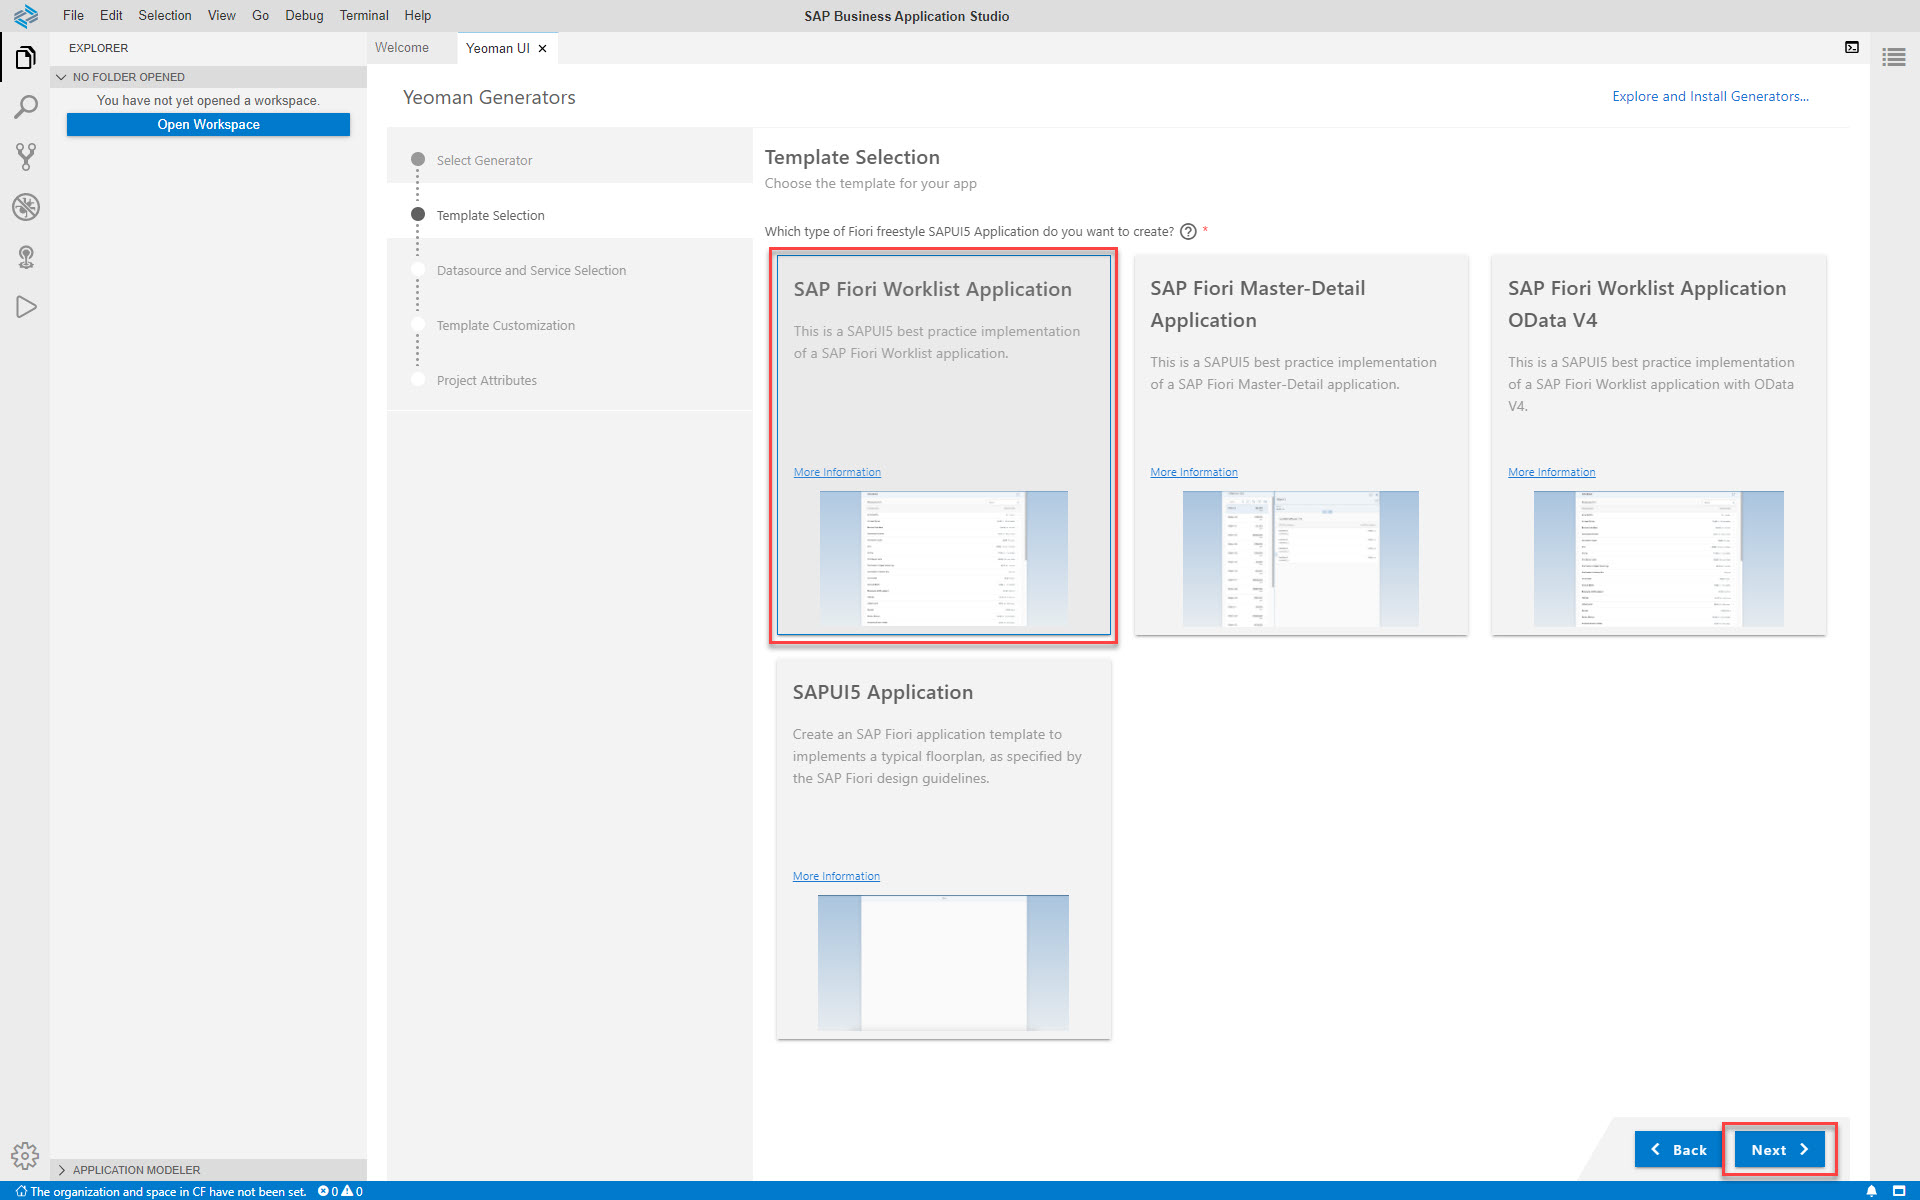 File Edit Selection View Go Debug Terminal Help
SAP Business Application Studio
EXPLORER
NO FOLDER OPENED
You have not yet opened a workspace.
Open Workspace
APPLICATION MODELER
Welcome
Yeoman UI
Yeoman Generators
Explore and Install Generators...
Select Generator
Template Selection
Datasource and Service Selection
Template Customization
Project Attributes
Template Selection
Choose the template for your app
Which type of Fiori freestyle SAPUI5 Application do you want to create? *
SAP Fiori Worklist Application
This is a SAPUI5 best practice implementation
of a SAP Fiori Worklist application.
More Information
SAP Fiori Master-Detail
Application
This is a SAPUI5 best practice implementation
of a SAP Fiori Master-Detail application.
More Information
SAP Fiori Worklist Application
OData V4
This is a SAPUI5 best practice implementation
of a SAP Fiori Worklist application with OData
V4.
More Information
SAPUI5 Application
Create an SAP Fiori application template to
implements a typical floorplan, as specified by
the SAP Fiori design guidelines.
More Information
Back
Next
The organization and space in CF have not been set. 0 0